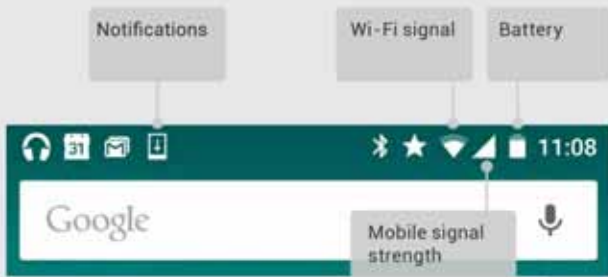 Notifications
Wi-Fi signal
Battery
31
11:08
Google
Mobile signal
strength